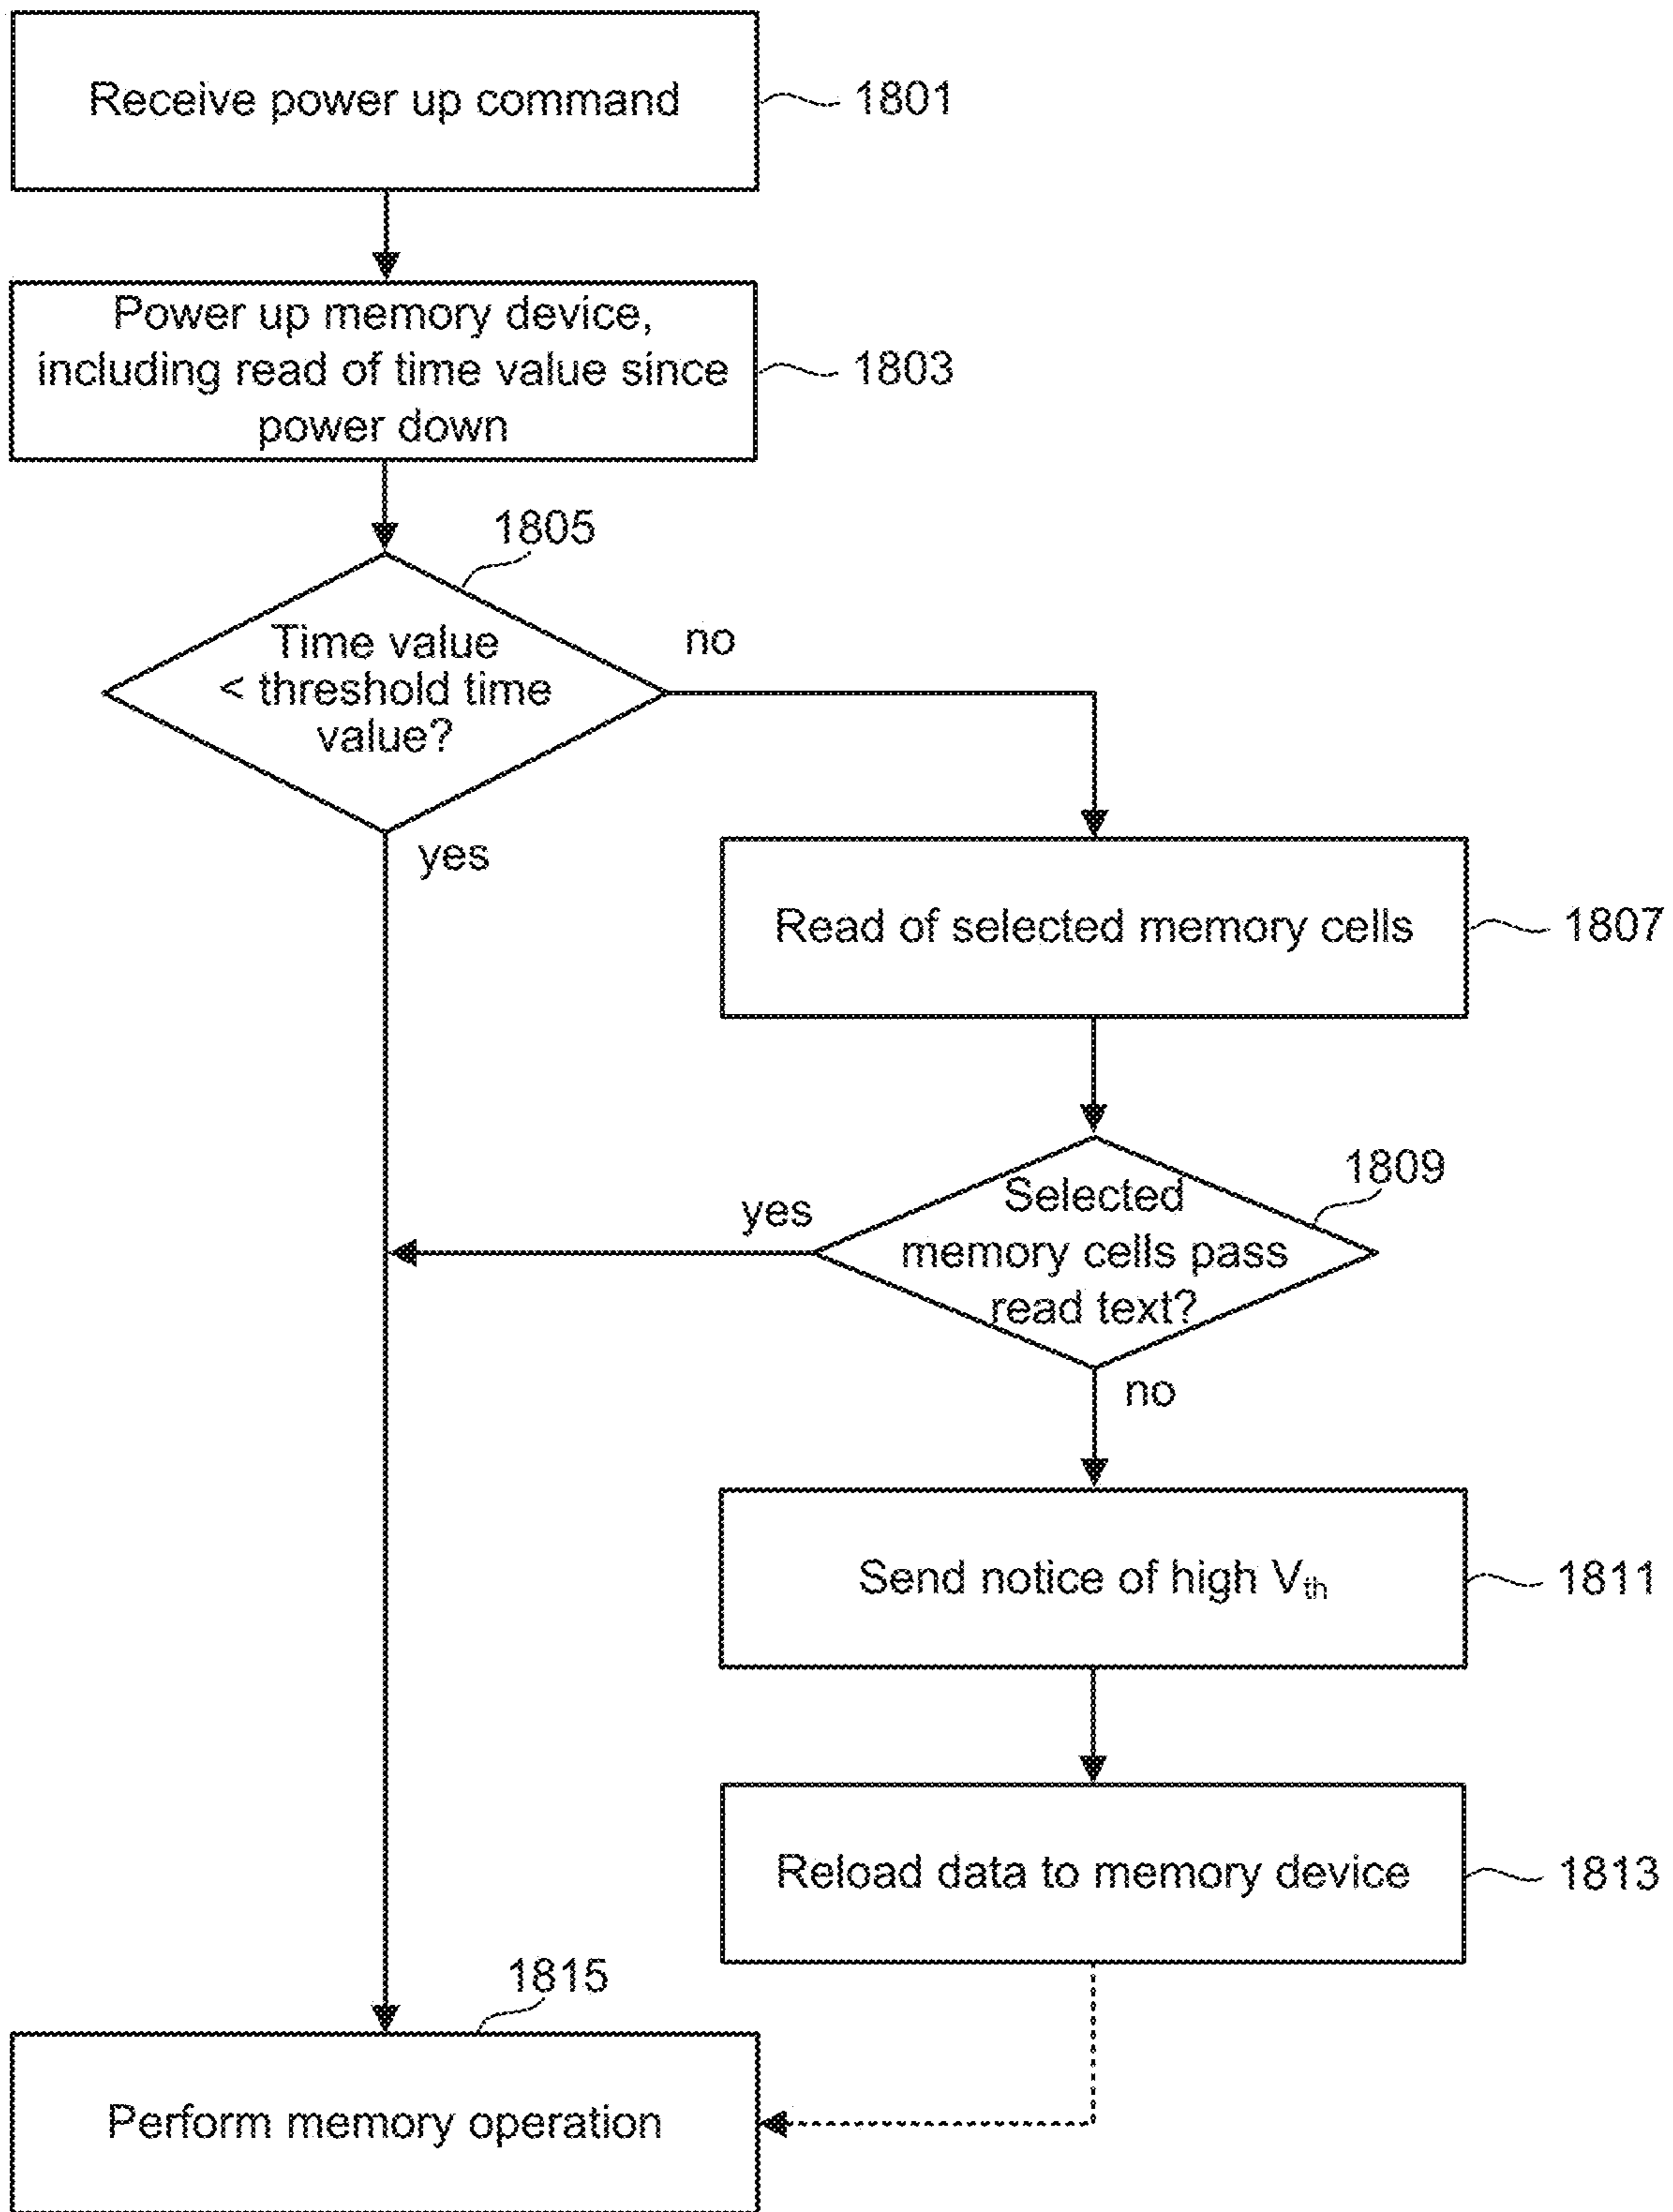 Receive power up command
1801
Power up memory device,
including read of time value since
power down
1803
1805
Time value
< threshold time
value?
no
yes
Read of selected memory cells
1807
1809
Selected
memory cells pass
read text?
yes
no
Send notice of high Vth
1811
Reload data to memory device
1813
1815
Perform memory operation